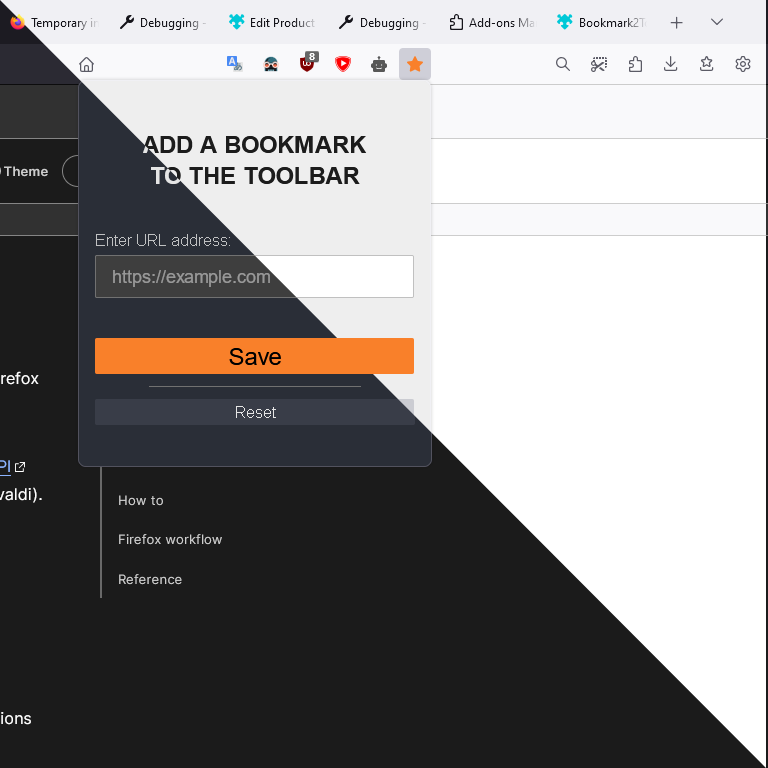 Temporary in
Debugging -
Edit Product
Debugging -
Add-ons Ma
Bookmark2T
8
Theme
ADD A BOOKMARK
TO THE TOOLBAR
Enter URL address:
https://example.com
refox
Save
Reset
PI
valdi).
How to
Firefox workflow
Reference
ions